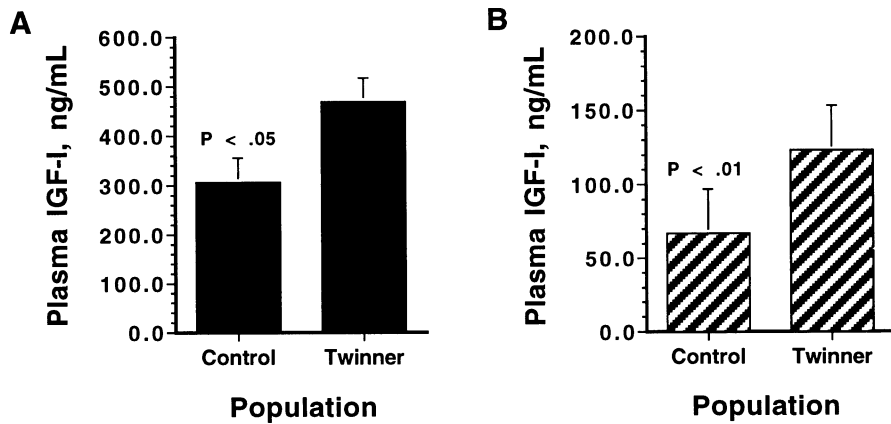 A
Plasma IGF-I, ng/mL
600.0
500.0
400.0
300.0
200.0
100.0
0.0
P < .05
Control Twinner
Population
B
Plasma IGF-I, ng/mL
200.0
150.0
100.0
50.0
0.0
P < .01
Control Twinner
Population